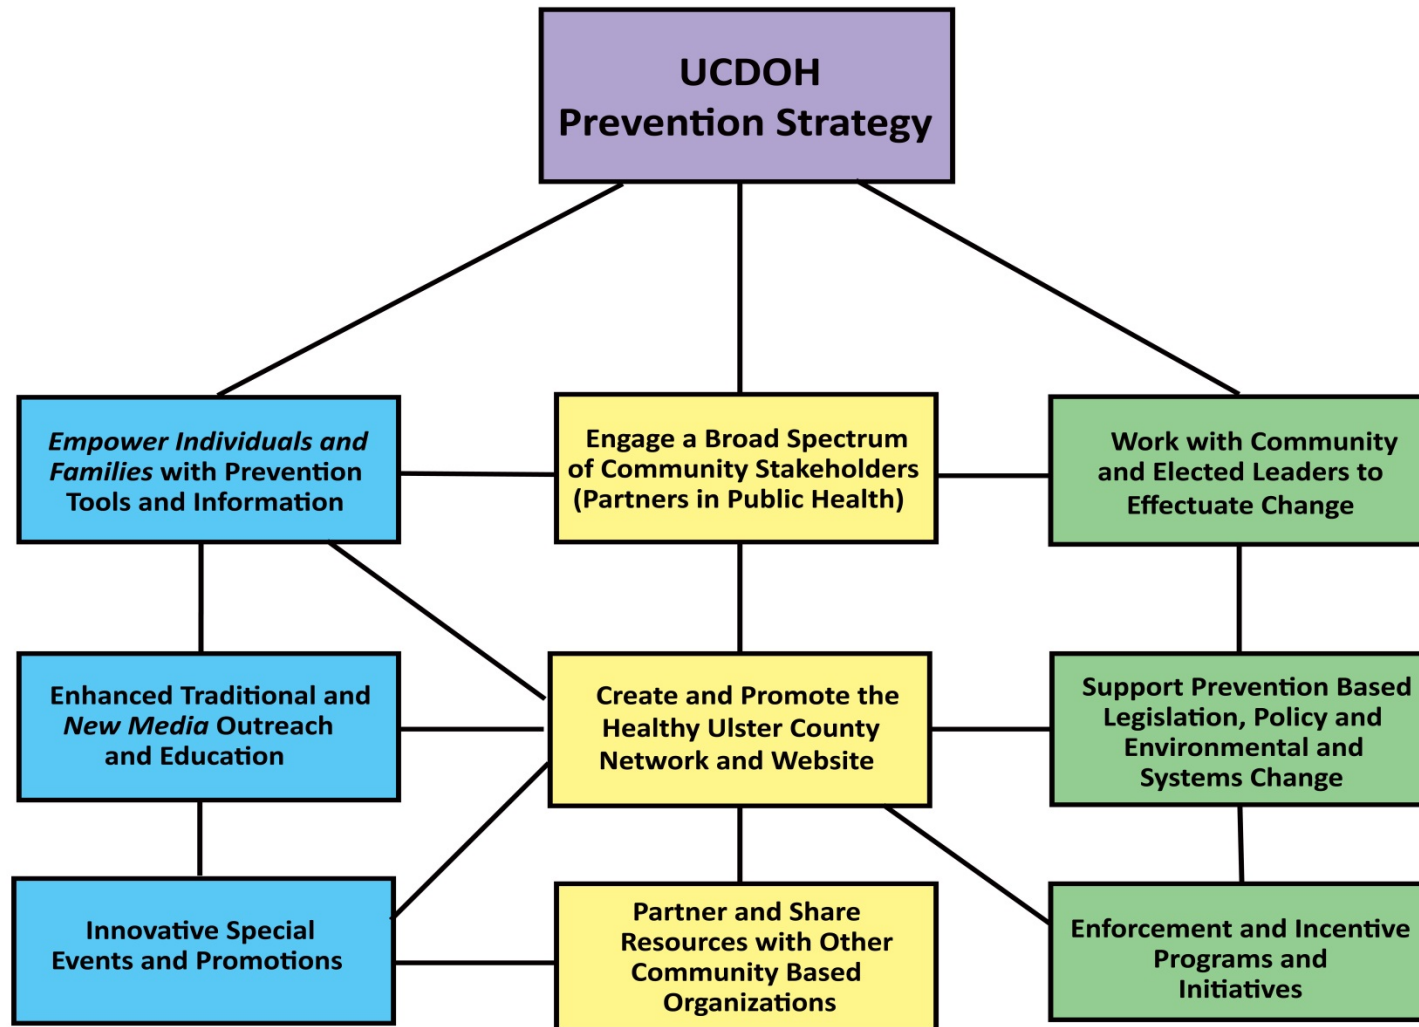 UCDOH
Prevention Strategy
Empower Individuals and
Families with Prevention
Tools and Information
Engage a Broad Spectrum
of Community Stakeholders
(Partners in Public Health)
Work with Community
and Elected Leaders to
Effectuate Change
Enhanced Traditional and
New Media Outreach
and Education
Create and Promote the
Healthy Ulster County
Network and Website
Support Prevention Based
Legislation, Policy and
Environmental and
Systems Change
Innovative Special
Events and Promotions
Partner and Share
Resources with Other
Community Based
Organizations
Enforcement and Incentive
Programs and
Initiatives